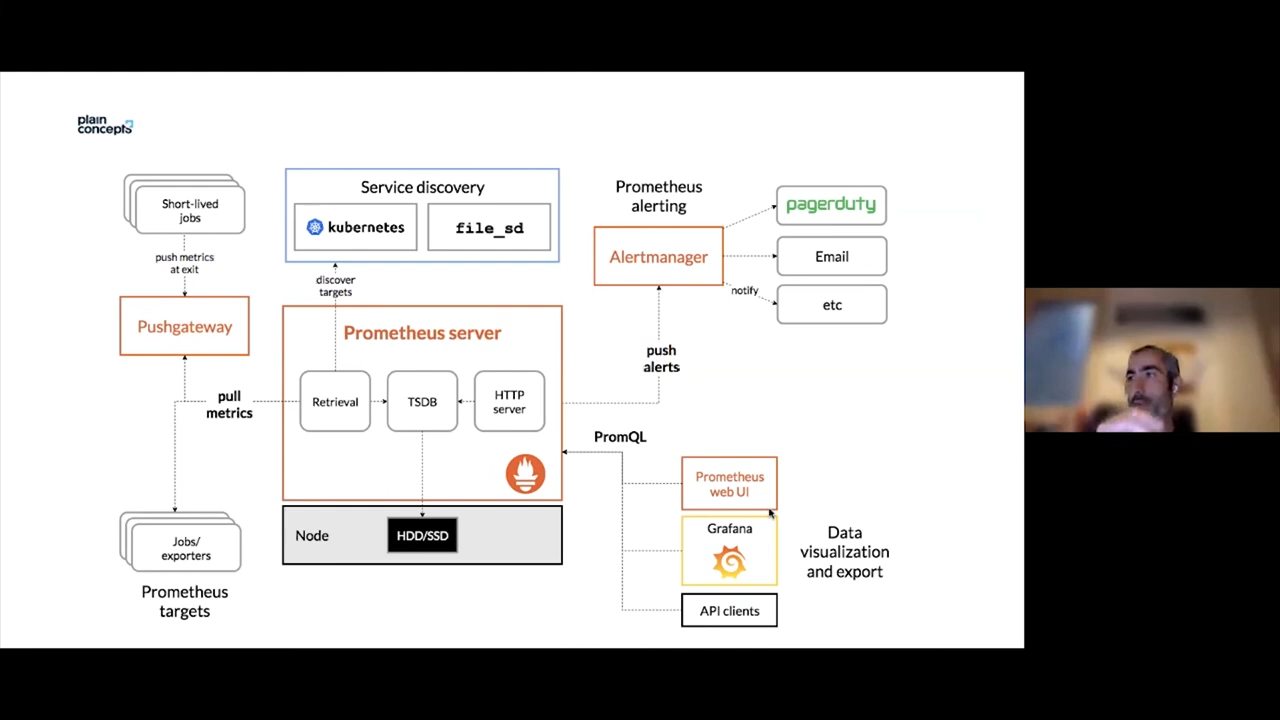 plain
concepts
Short-lived
jobs
push metrics
at exit
Pushgateway
pull
metrics
Jobs/
exporters
Prometheus
targets
Service discovery
kubernetes
file_sd
discover
targets
Prometheus server
Retrieval
TSDB
HTTP
server
Node
HDD/SSD
Prometheus
alerting
Alertmanager
pagerduty
Email
notify
etc
push
alerts
PromQL
Prometheus
web UI
Grafana
API clients
Data
visualization
and export